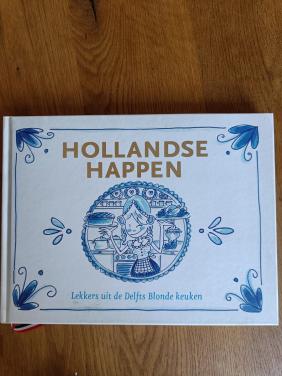 HOLLANDSE
HAPPEN
Lekkers uit de Delfts Blonde keuken